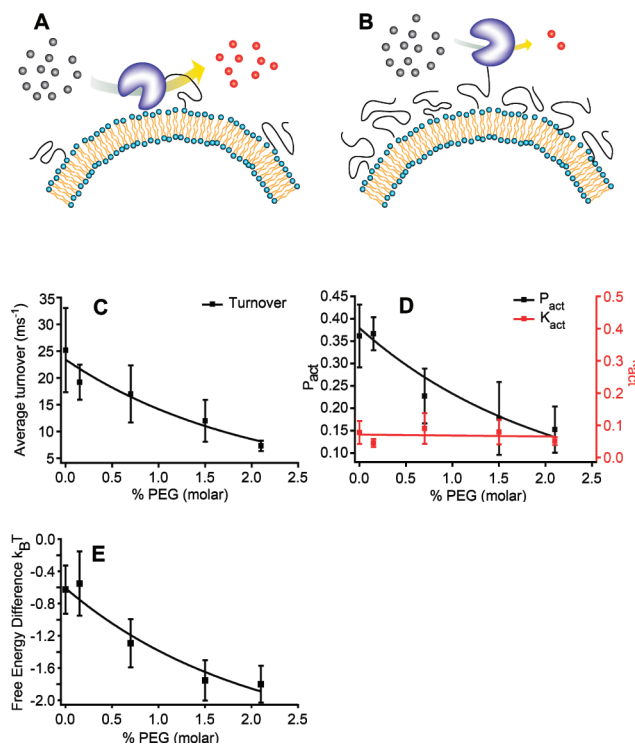 A
B
C
Turnover
Average turnover (ms⁻¹)
35
30
25
20
15
10
5
0.0 0.5 1.0 1.5 2.0 2.5
% PEG (molar)
D
P_act
K_act
P_act
0.45
0.40
0.35
0.30
0.25
0.20
0.15
0.10
0.5
0.4
0.3
0.2
0.1
0.0
0.0 0.5 1.0 1.5 2.0 2.5
% PEG (molar)
E
Free Energy Difference k_BT
0.0
-0.4
-0.8
-1.2
-1.6
-2.0
0.0 0.5 1.0 1.5 2.0 2.5
% PEG (molar)